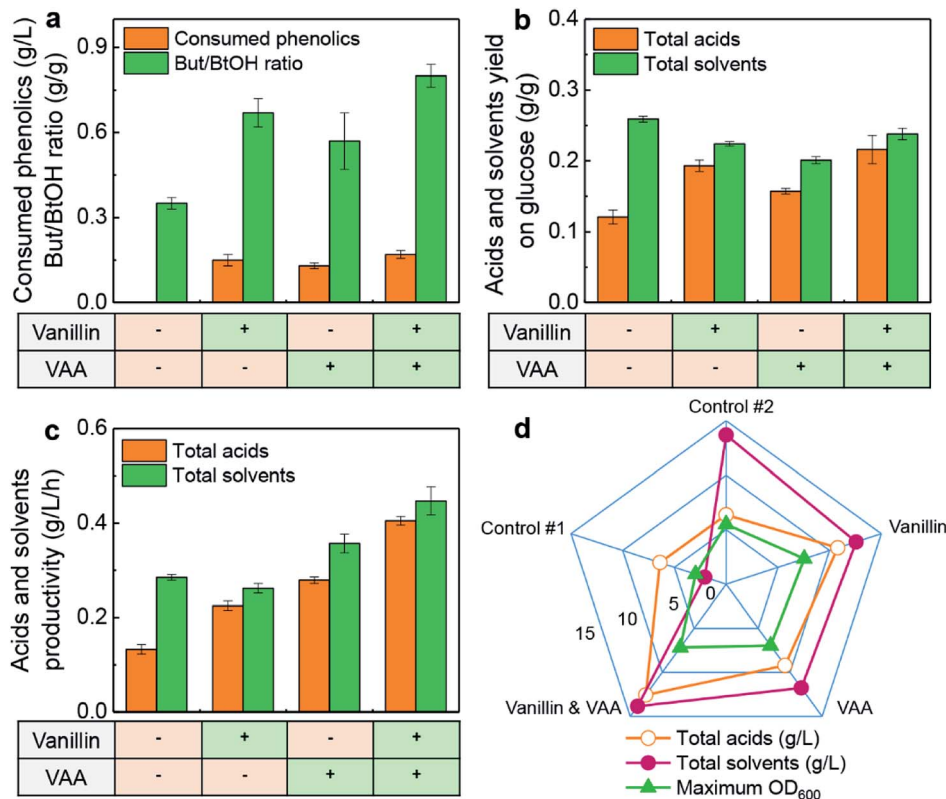 a
Consumed phenolics (g/L)
But/BtOH ratio (g/g)
0.9
0.6
0.3
0.0
Consumed phenolics
But/BtOH ratio
Vanillin - + - +
VAA - - + +
b
Acids and solvents yield
on glucose (g/g)
0.4
0.3
0.2
0.1
0.0
Total acids
Total solvents
Vanillin - + - +
VAA - - + +
c
Acids and solvents
productivity (g/L/h)
0.6
0.4
0.2
0.0
Total acids
Total solvents
Vanillin - + - +
VAA - - + +
d
Control #2
Control #1
Vanillin
0
5
10
15
Vanillin & VAA
VAA
Total acids (g/L)
Total solvents (g/L)
Maximum OD600